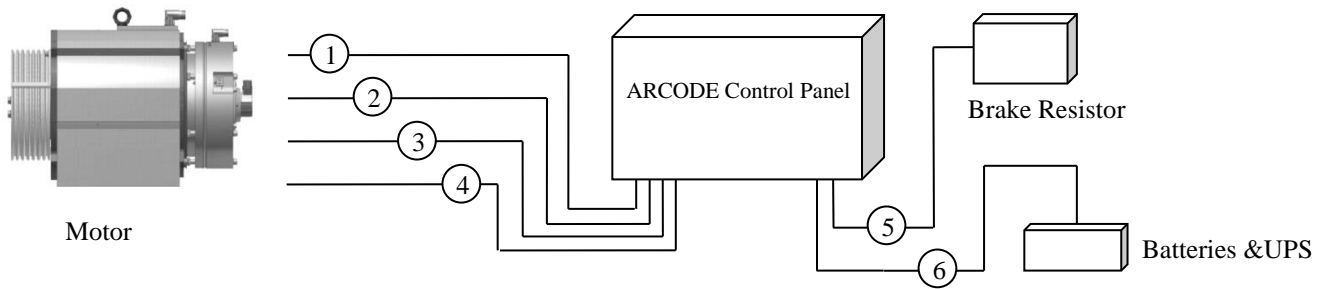 1
2
3
4
ARCODE Control Panel
Brake Resistor
5
6
Motor
Batteries &UPS